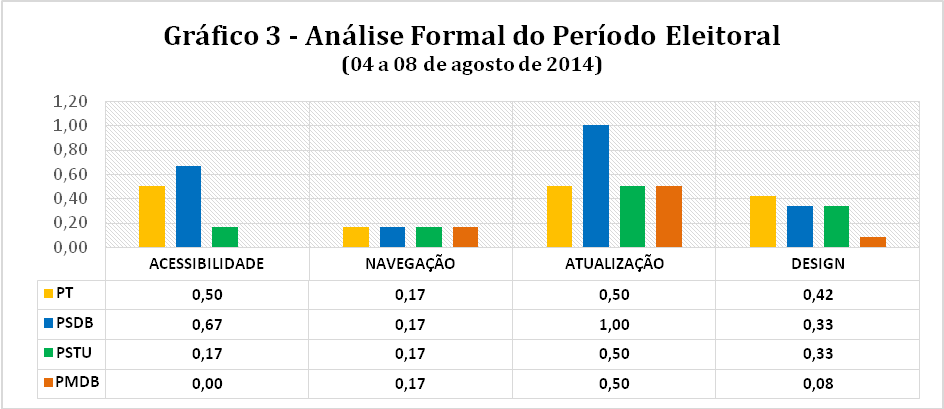 Gráfico 3 - Análise Formal do Período Eleitoral
(04 a 08 de agosto de 2014)
1,20
1,00
0,80
0,60
0,40
0,20
0,00
ACESSIBILIDADE NAVEGAÇÃO ATUALIZAÇÃO DESIGN
PT 0,50 0,17 0,50 0,42
PSDB 0,67 0,17 1,00 0,33
PSTU 0,17 0,17 0,50 0,33
PMDB 0,00 0,17 0,50 0,08